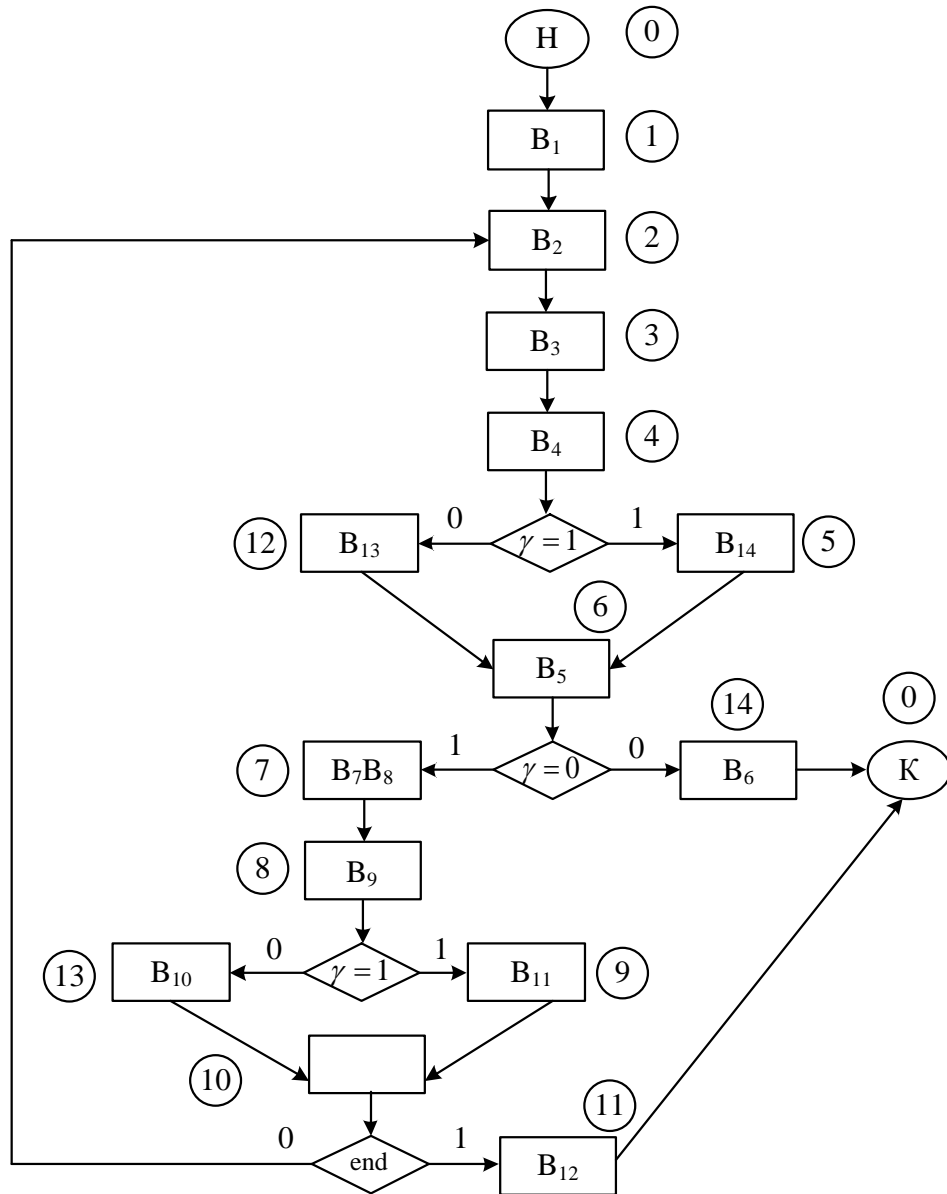 Н 0
B₁ 1
B₂ 2
B₃ 3
B₄ 4
0 1
12 B₁₃ γ = 1 B₁₄ 5
6
B₅
14 0
1 0
7 B₇B₈ γ = 0 B₆ К
8 B₉
0 1
13 B₁₀ γ = 1 B₁₁ 9
10
11
0 1
end B₁₂